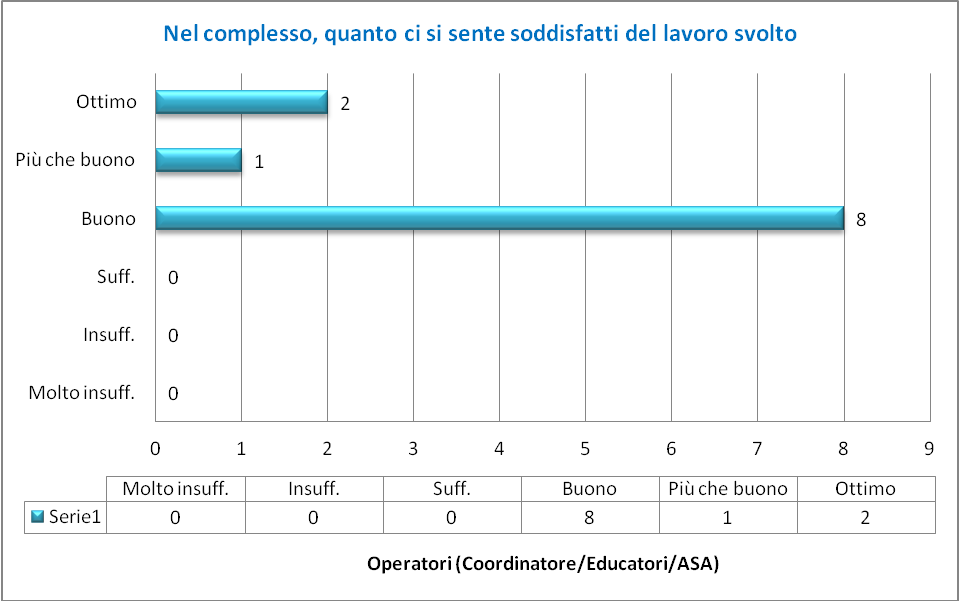 Nel complesso, quanto ci si sente soddisfatti del lavoro svolto
Ottimo 2
Più che buono 1
Buono 8
Suff. 0
Insuff. 0
Molto insuff. 0
0 1 2 3 4 5 6 7 8 9
Molto insuff. Insuff. Suff. Buono Più che buono Ottimo
Serie1 0 0 0 8 1 2
Operatori (Coordinatore/Educatori/ASA)